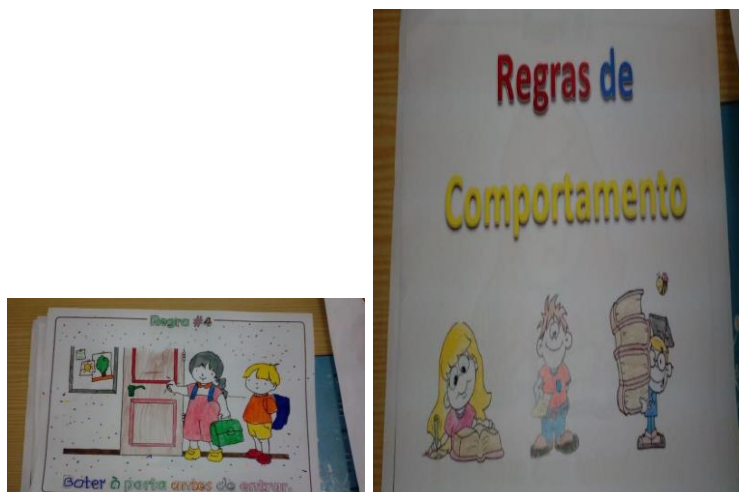 Regra #4
Bater à porta antes de entrar.
Regras de
Comportamento